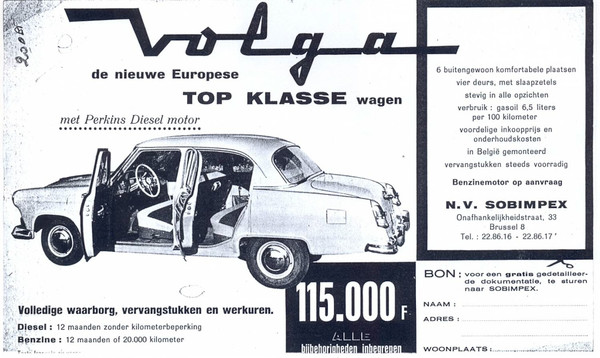 Volga
de nieuwe Europese
TOP KLASSE wagen
met Perkins Diesel motor
6 buitengewoon komfortabele plaatsen
vier deurs, met slaapzetels
stevig in alle opzichten
verbruik : gasoil 6,5 liters
per 100 kilometer
voordelige inkoopprijs en
onderhoudskosten
in België gemonteerd
vervangstukken steeds voorradig
Benzinemotor op aanvraag
N.V. SOBIMPEX
Onafhankelijkheidstraat, 33
Brussel 8
Tel. : 22.86.16 - 22.86.17
Volledige waarborg, vervangstukken en werkuren.
Diesel : 12 maanden zonder kilometerbeperking
Benzine : 12 maanden of 20.000 kilometer
115.000 F
ALLE
bijbehorigheden inbegrepen
BON : voor een gratis gedetailleer-
de dokumentatie, te sturen
naar SOBIMPEX.
NAAM :
ADRES :
WOONPLAATS :